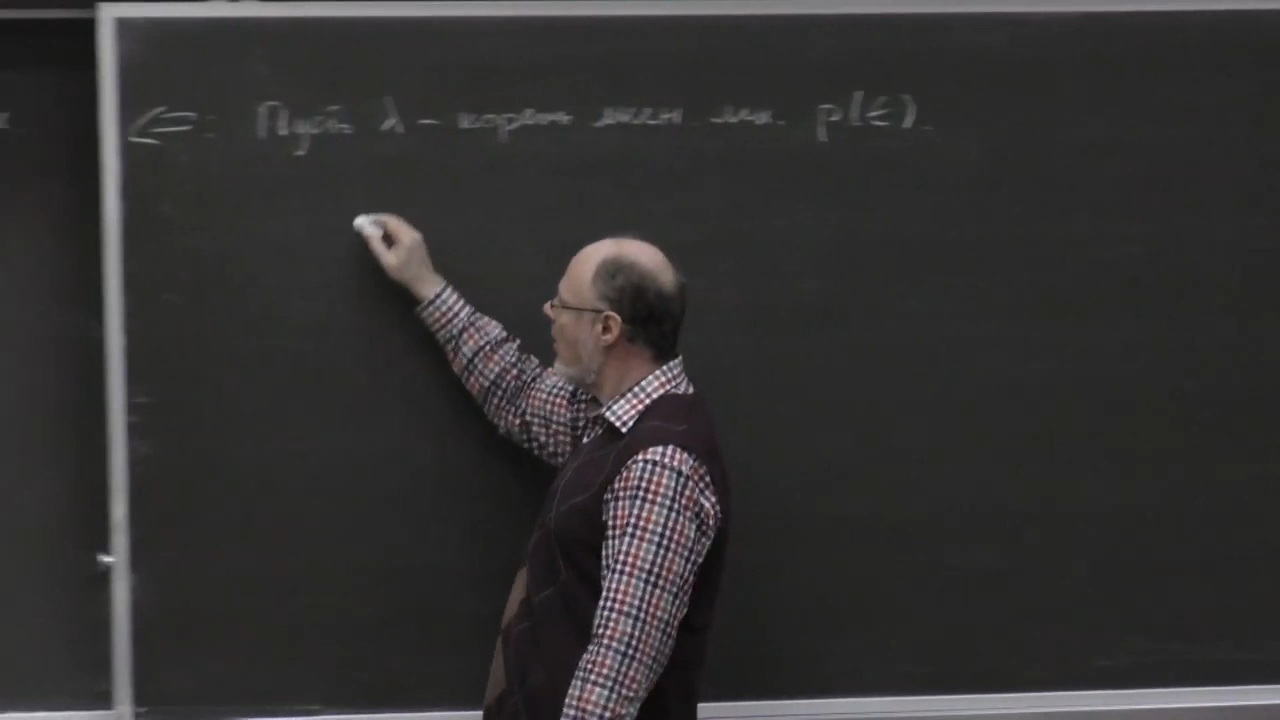 <=: Пусть λ - корень мин. мн. p(t).